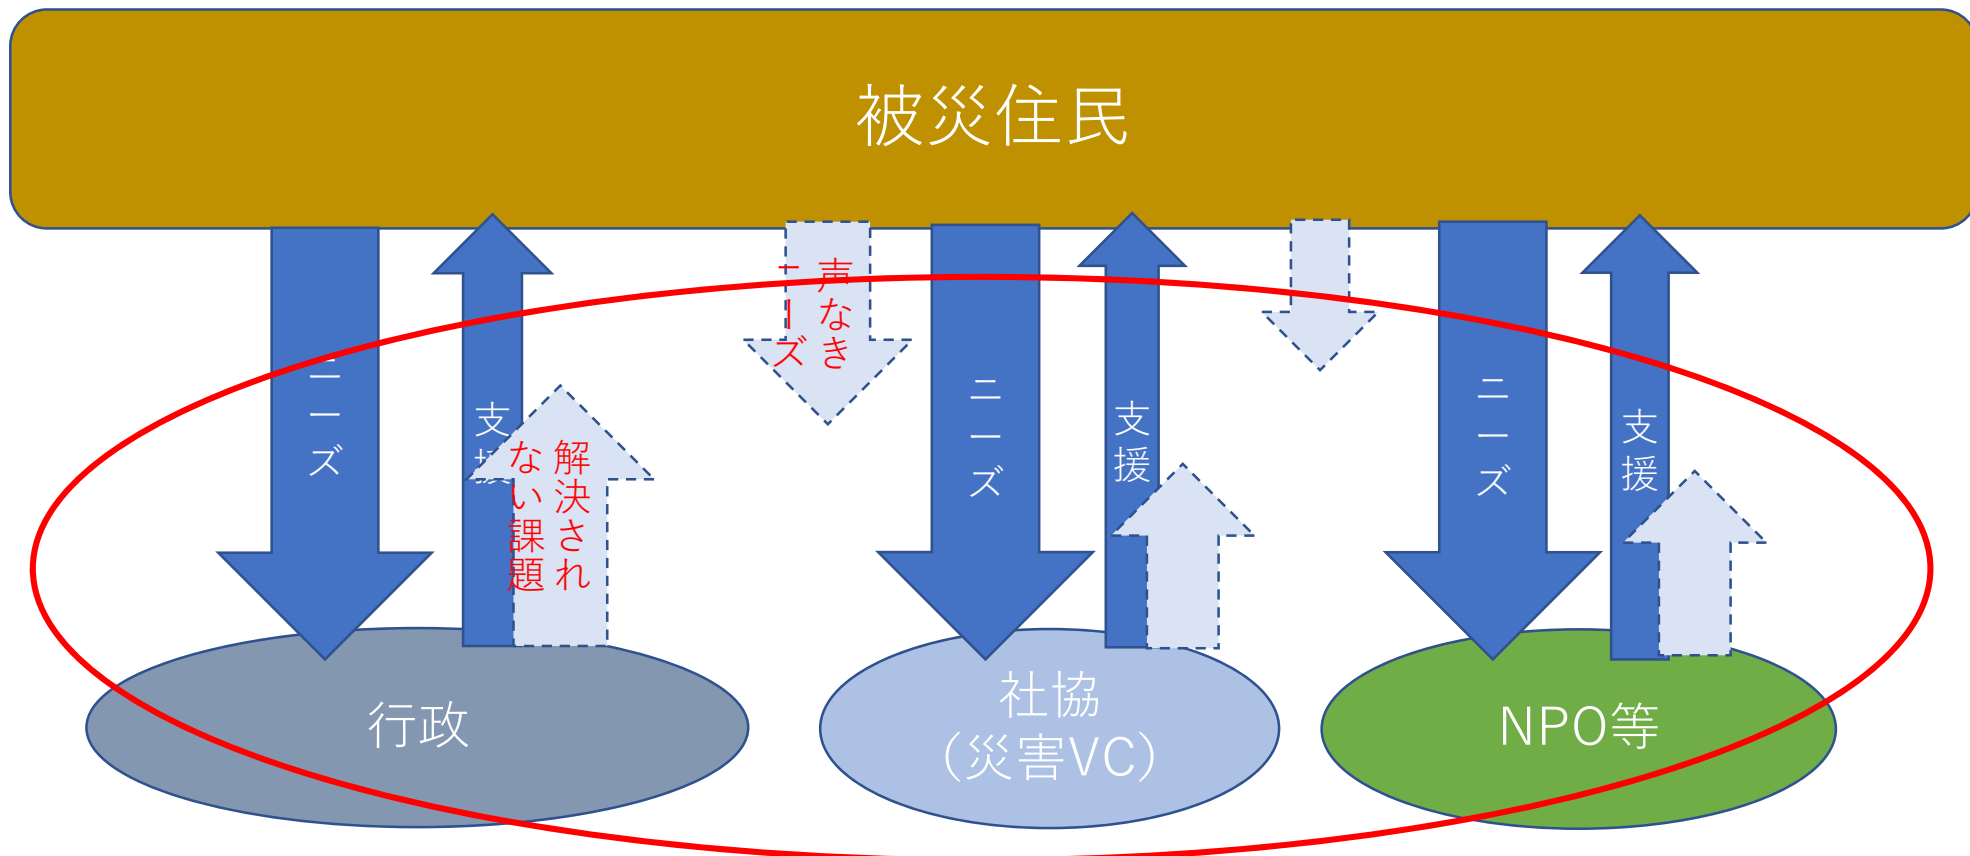 被災住民
ニーズ
支援
解決され
ない課題
声なき
ニーズ
ニーズ
支援
ニーズ
支援
行政
社協
（災害VC）
NPO等